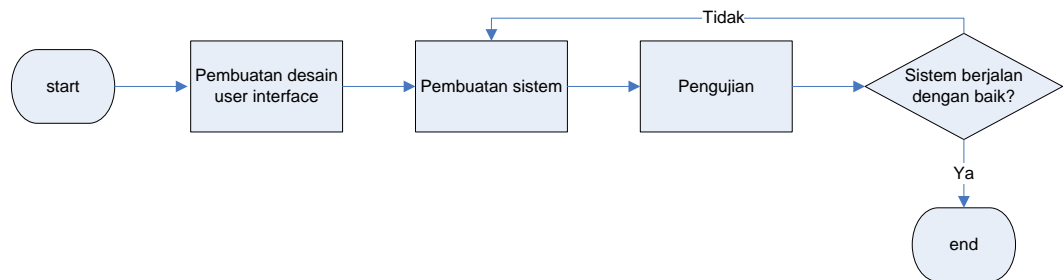 Tidak
start
Pembuatan desain
user interface
Pembuatan sistem
Pengujian
Sistem berjalan
dengan baik?
Ya
end